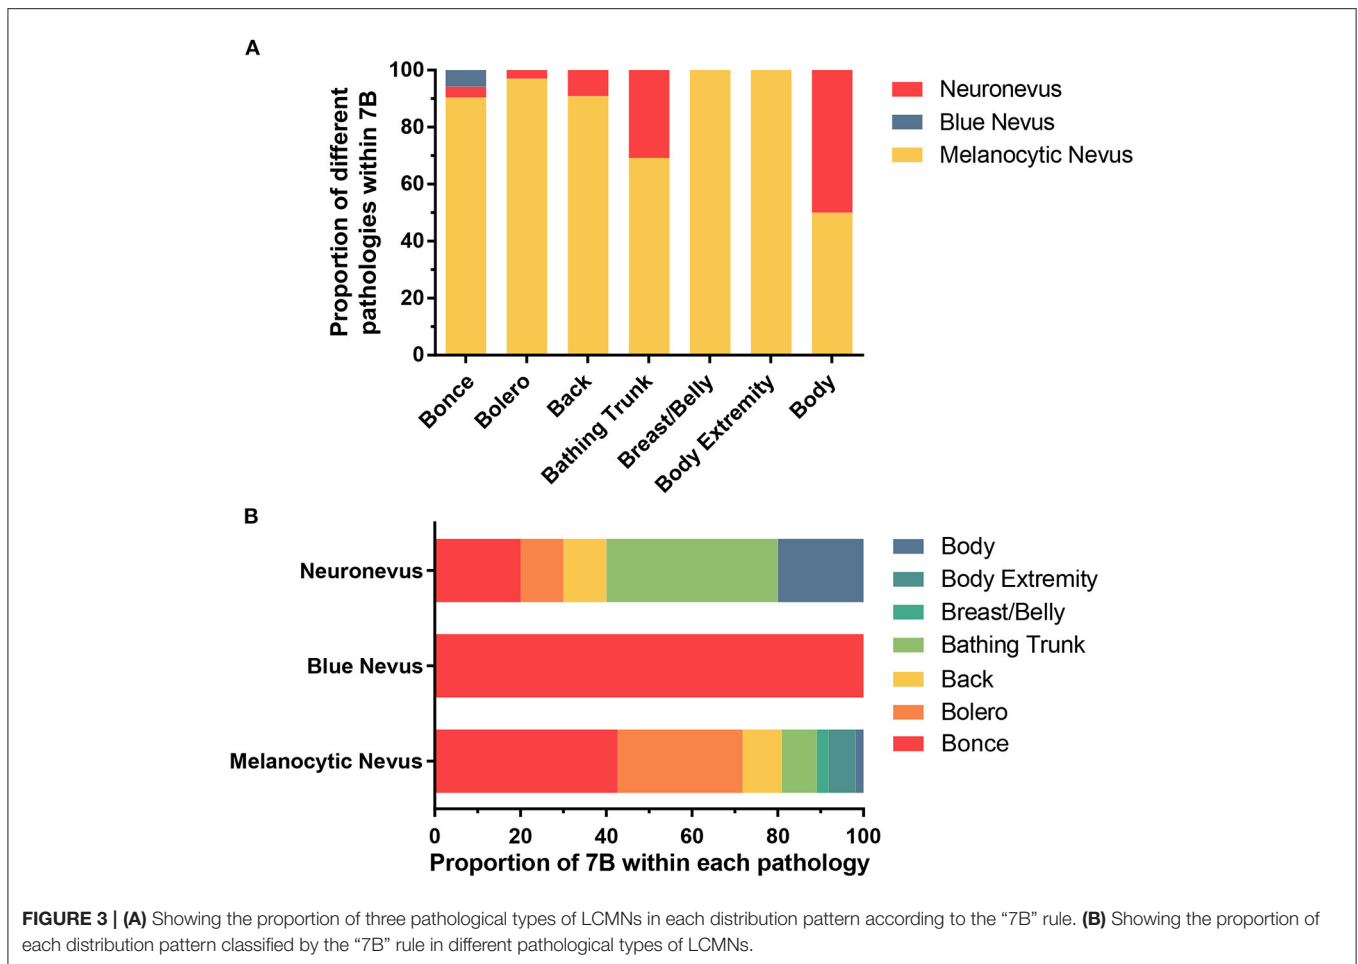 A
Proportion of different
pathologies within 7B
100
80
60
40
20
0
Bonce
Bolero
Back
Bathing Trunk
Breast/Belly
Body Extremity
Body
Neuronevus
Blue Nevus
Melanocytic Nevus
B
Neuronevus
Blue Nevus
Melanocytic Nevus
0 20 40 60 80 100
Proportion of 7B within each pathology
Body
Body Extremity
Breast/Belly
Bathing Trunk
Back
Bolero
Bonce
FIGURE 3 | (A) Showing the proportion of three pathological types of LCMNs in each distribution pattern according to the “7B” rule. (B) Showing the proportion of
each distribution pattern classified by the “7B” rule in different pathological types of LCMNs.